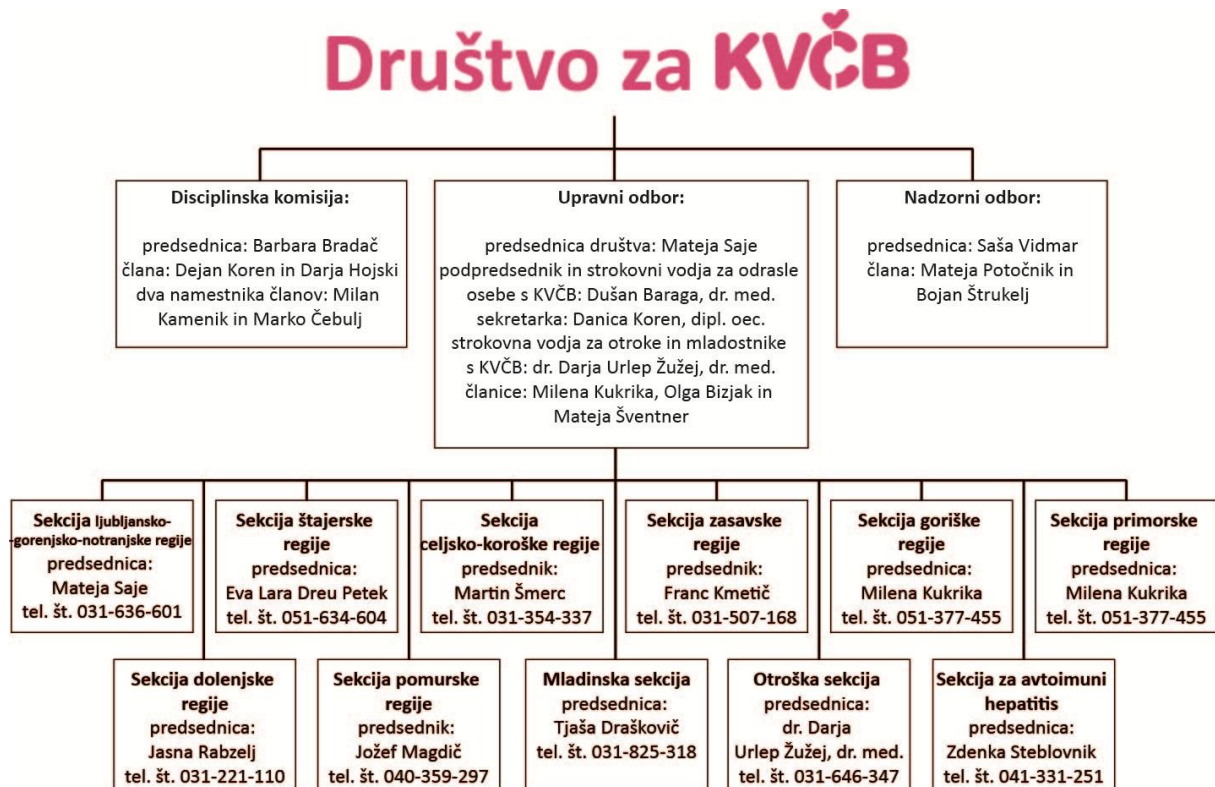 Društvo za KVČB
Disciplinska komisija:
predsednica: Barbara Bradač
člana: Dejan Koren in Darja Hojski
dva namestnika članov: Milan
Kamenik in Marko Čebulj
Upravni odbor:
predsednica društva: Mateja Saje
podpredsednik in strokovni vodja za odrasle
osebe s KVČB: Dušan Baraga, dr. med.
sekretarka: Danica Koren, dipl. oec.
strokovna vodja za otroke in mladostnike
s KVČB: dr. Darja Urlep Žužej, dr. med.
članice: Milena Kukrika, Olga Bizjak in
Mateja Šventner
Nadzorni odbor:
predsednica: Saša Vidmar
člana: Mateja Potočnik in
Bojan Štrukelj
Sekcija ljubljansko-
-gorenjsko-notranjske regije
predsednica:
Mateja Saje
tel. št. 031-636-601
Sekcija štajerske
regije
predsednica:
Eva Lara Dreu Petek
tel. št. 051-634-604
Sekcija
celjsko-koroške regije
predsednik:
Martin Šmerc
tel. št. 031-354-337
Sekcija zasavske
regije
predsednik:
Franc Kmetič
tel. št. 031-507-168
Sekcija goriške
regije
predsednica:
Milena Kukrika
tel. št. 051-377-455
Sekcija primorske
regije
predsednica:
Milena Kukrika
tel. št. 051-377-455
Sekcija dolenjske
regije
predsednica:
Jasna Rabzelj
tel. št. 031-221-110
Sekcija pomurske
regije
predsednik:
Jožef Magdič
tel. št. 040-359-297
Mladinska sekcija
predsednica:
Tjaša Draškovič
tel. št. 031-825-318
Otroška sekcija
predsednica:
dr. Darja
Urlep Žužej, dr. med.
tel. št. 031-646-347
Sekcija za avtoimuni
hepatitis
predsednica:
Zdenka Steblovnik
tel. št. 041-331-251